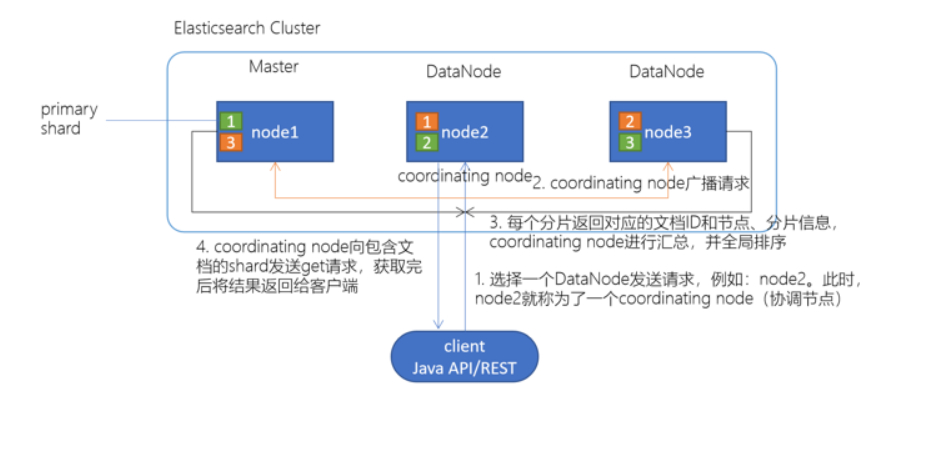 Elasticsearch Cluster
Master
DataNode
DataNode
primary
shard
1
3
node1
1
2
node2
2
3
node3
coordinating node
2. coordinating node广播请求
3. 每个分片返回对应的文档ID和节点、分片信息,
coordinating node进行汇总，并全局排序
4. coordinating node向包含文
档的shard发送get请求，获取完
后将结果返回给客户端
1. 选择一个DataNode发送请求，例如：node2。此时，
node2就称为了一个coordinating node（协调节点）
client
Java API/REST